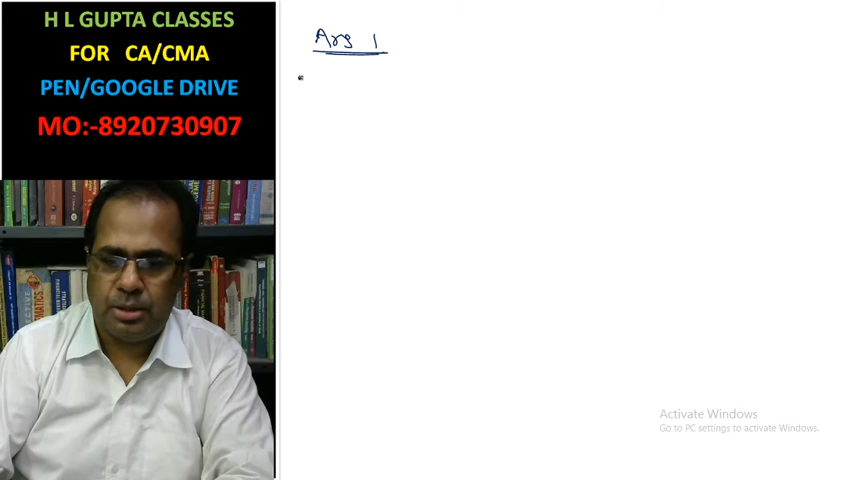 H L GUPTA CLASSES
FOR CA/CMA
PEN/GOOGLE DRIVE
MO:-8920730907
Ans 1
Activate Windows
Go to PC settings to activate Windows.